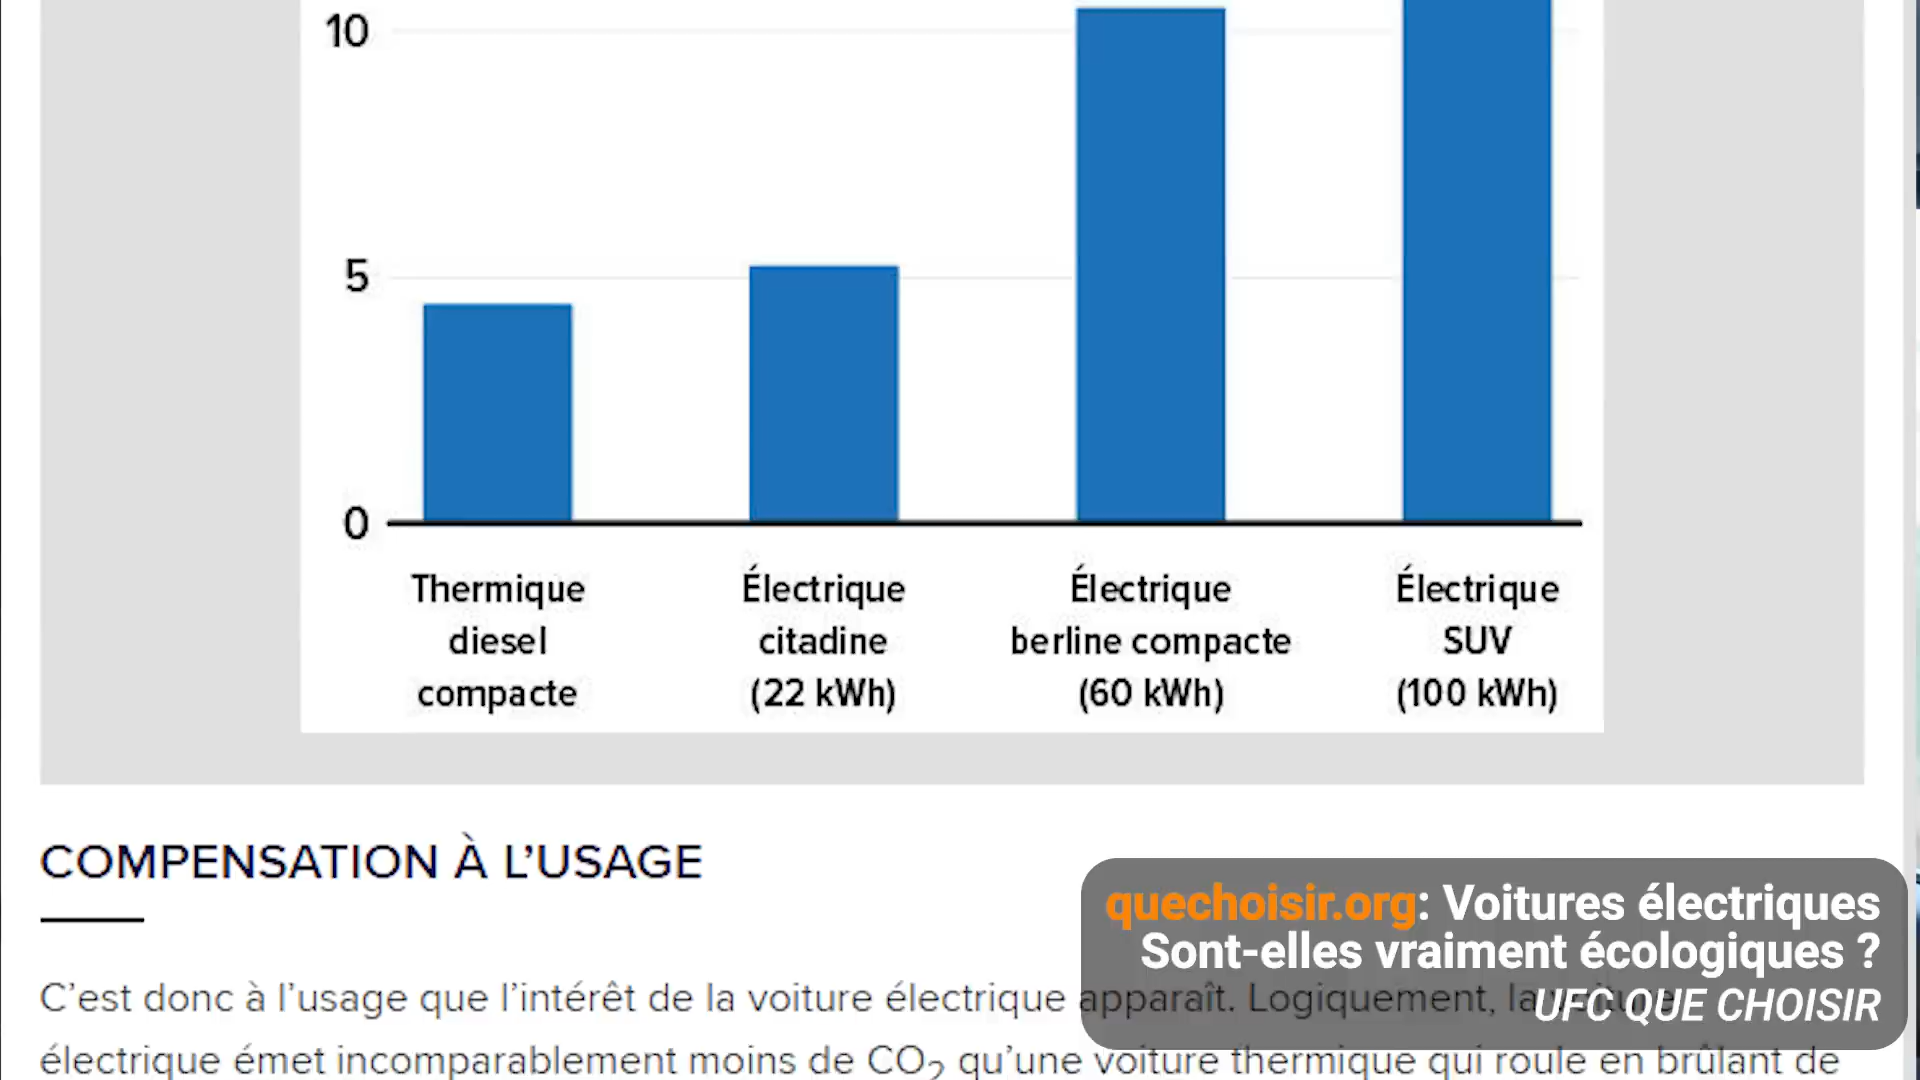 10
5
0
Thermique
diesel
compacte
Électrique
citadine
(22 kWh)
Électrique
berline compacte
(60 kWh)
Électrique
SUV
(100 kWh)
COMPENSATION À L'USAGE
C'est donc à l'usage que l'intérêt de la voiture électrique apparaît. Logiquement, la voiture
électrique émet incomparablement moins de CO₂ qu'une voiture thermique qui roule en brûlant de
quechoisir.org: Voitures électriques
Sont-elles vraiment écologiques ?
UFC QUE CHOISIR